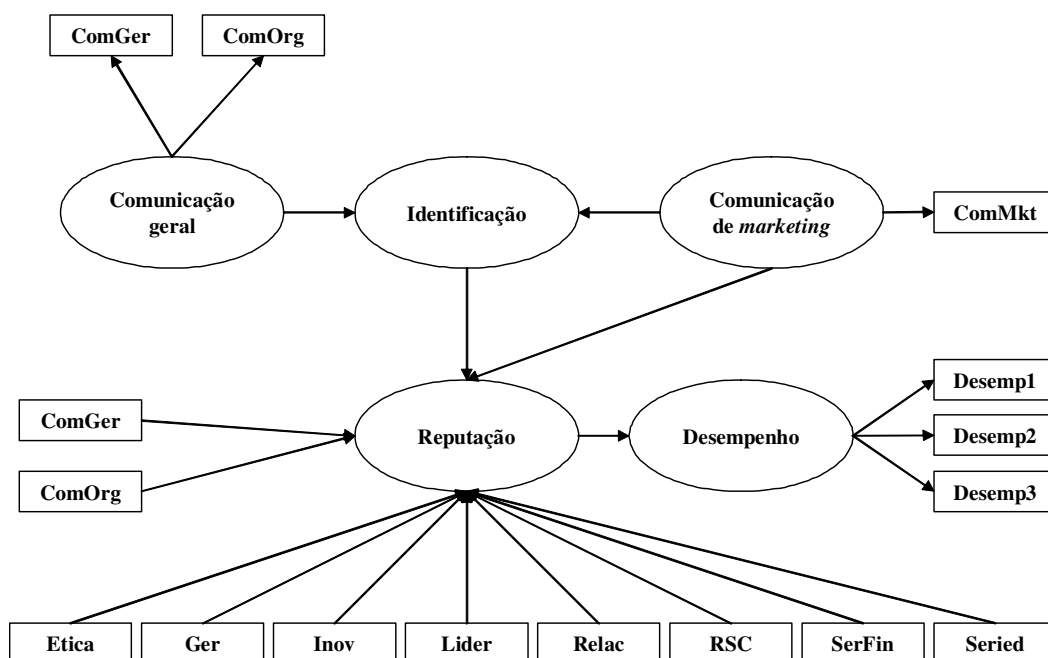 ComGer
ComOrg
Comunicação
geral
Identificação
Comunicação
de marketing
ComMkt
ComGer
ComOrg
Reputação
Desempenho
Desemp1
Desemp2
Desemp3
Etica
Ger
Inov
Lider
Relac
RSC
SerFin
Seried